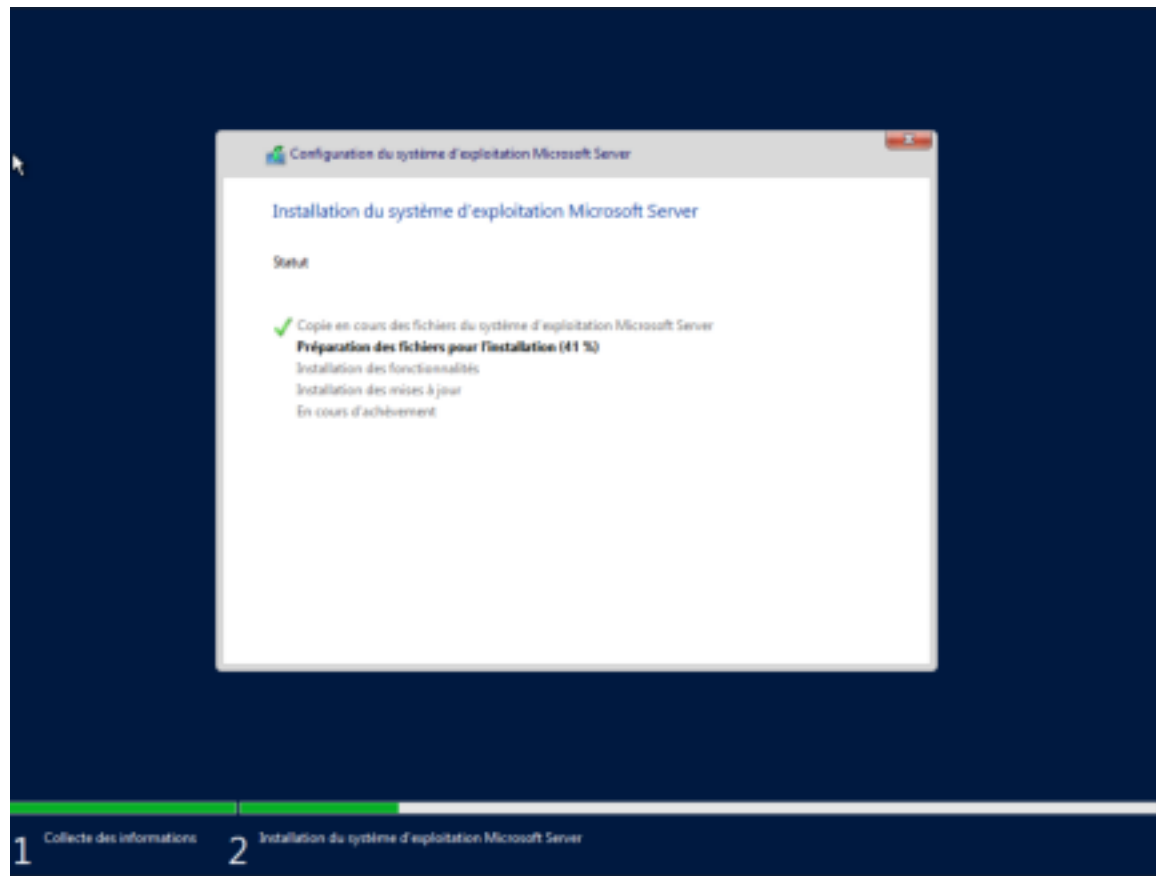 Configuration du système d'exploitation Microsoft Server
Installation du système d'exploitation Microsoft Server
Statut
Copie en cours des fichiers du système d'exploitation Microsoft Server
Préparation des fichiers pour l'installation (41 %)
Installation des fonctionnalités
Installation des mises à jour
En cours d'achèvement
1 Collecte des informations
2 Installation du système d'exploitation Microsoft Server